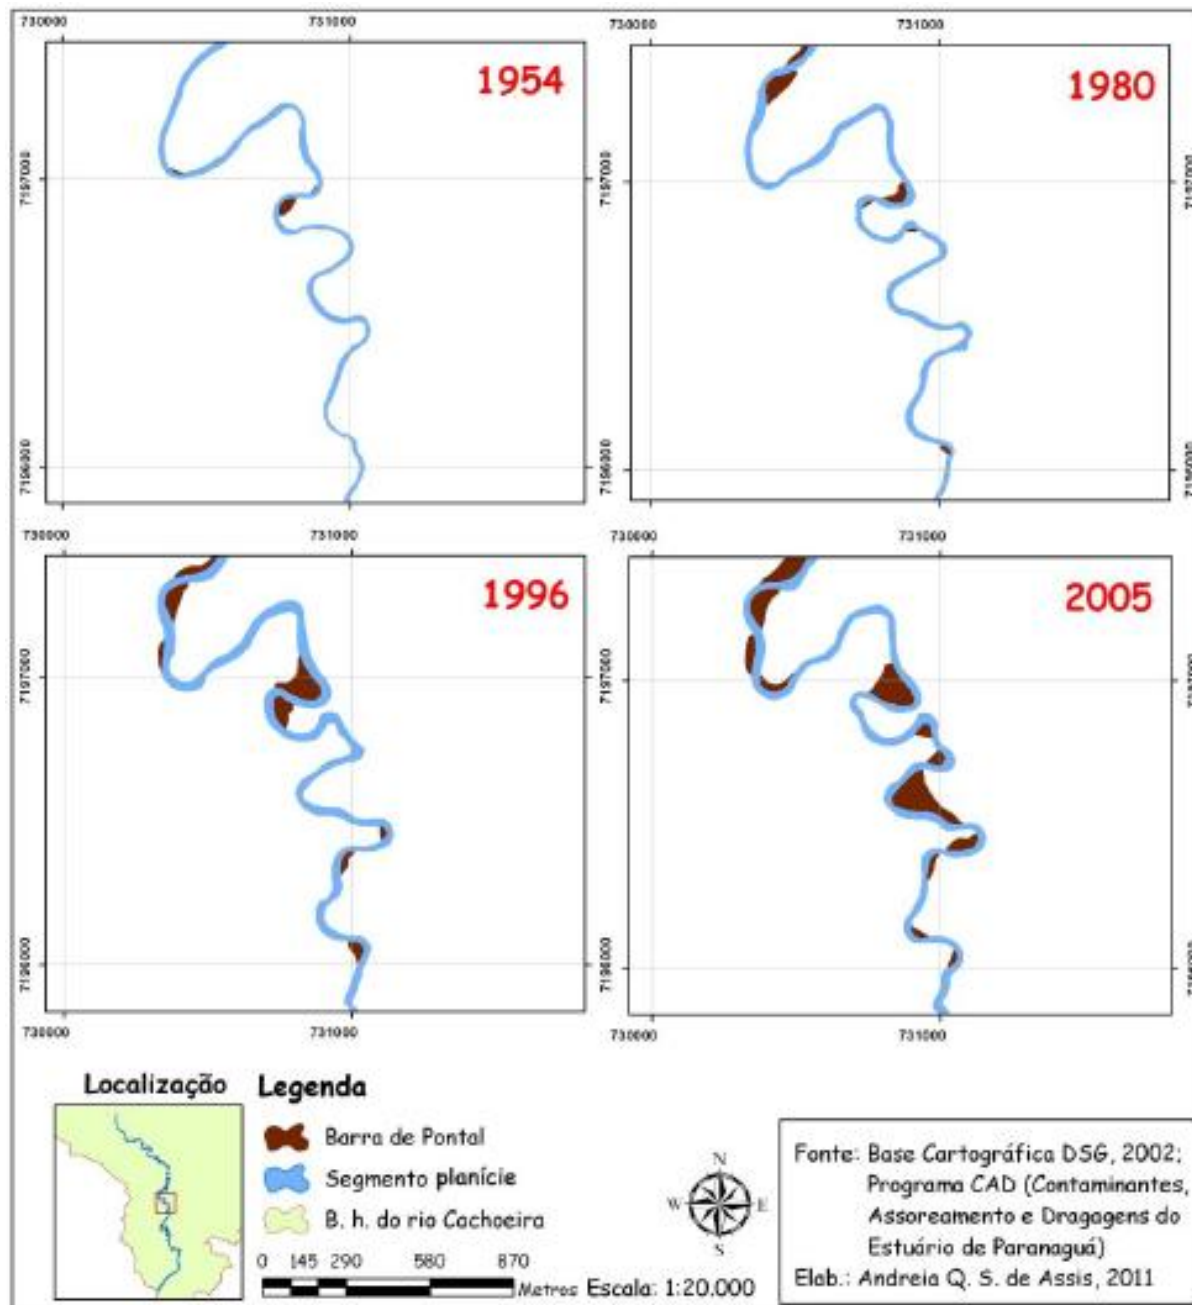 730000 731000 730000 731000
1954
1980
7197000
7197000
7197000
7196000
7196000
7196000
730000 731000 730000 731000
1996
2005
7197000
7197000
7196000
7196000
730000 731000 730000 731000
Localização
Legenda
Barra de Pontal
Segmento planície
B. h. do rio Cachoeira
0 145 290 580 870
Metros Escala: 1:20.000
N
W E
S
Fonte: Base Cartográfica DSG, 2002;
Programa CAD (Contaminantes,
Assoreamento e Dragagens do
Estuário de Paranaguá)
Elab.: Andreia Q. S. de Assis, 2011